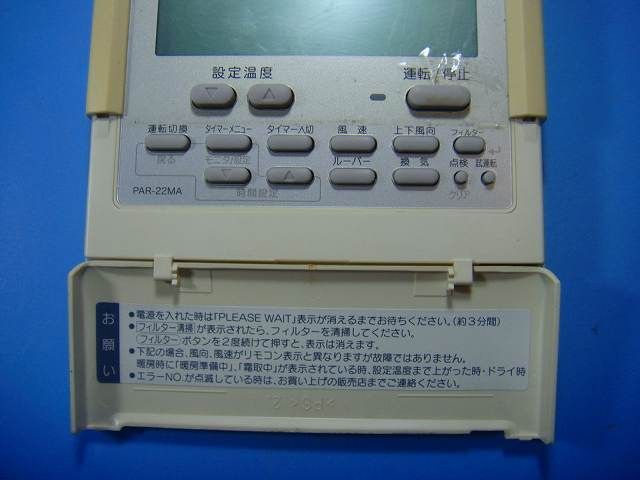 設定温度 運転/停止
運転切換 タイマーメニュー タイマー入切 風速 上下風向 フィルター
戻る モニタ/設定 ルーバー 換気 点検 試運転
時間設定 クリア
PAR-22MA
お願い
●電源を入れた時は「PLEASE WAIT」表示が消えるまでお待ちください。(約3分間)
●フィルター清掃が表示されたら、フィルターを清掃してください。
(フィルター)ボタンを2度続けて押すと、表示は消えます。
●下記の場合、風向、風速がリモコン表示と異なりますが故障ではありません。
暖房時に「暖房準備中」、「霜取中」が表示されている時、設定温度まで上がった時・ドライ時
●エラーNO.が点滅している時は、お買い上げの販売店までご連絡ください。
>PS<